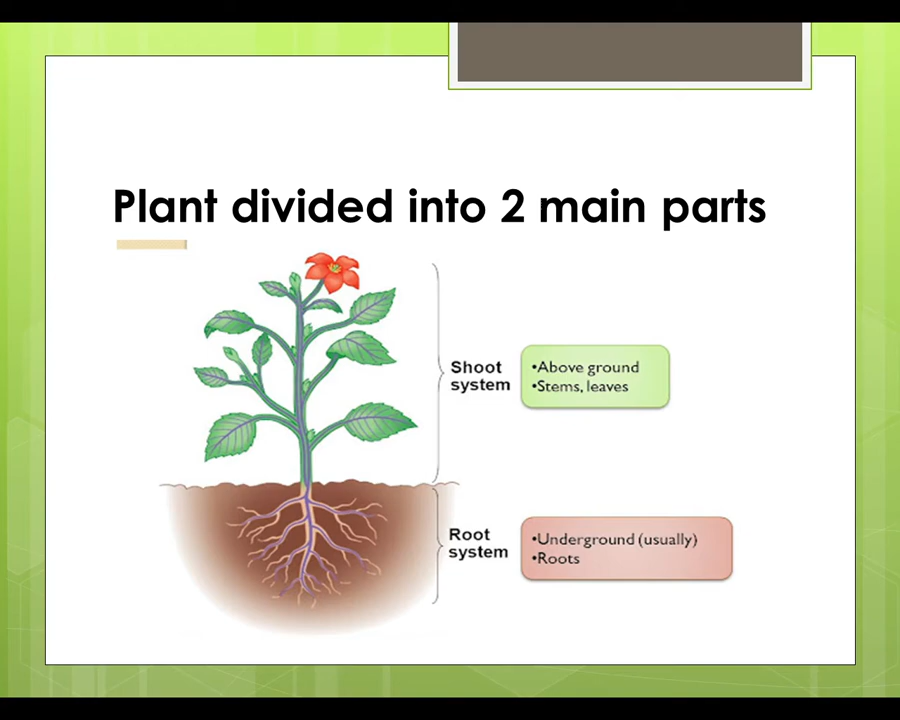 Plant divided into 2 main parts
Shoot
system
•Above ground
•Stems, leaves
Root
system
•Underground (usually)
•Roots